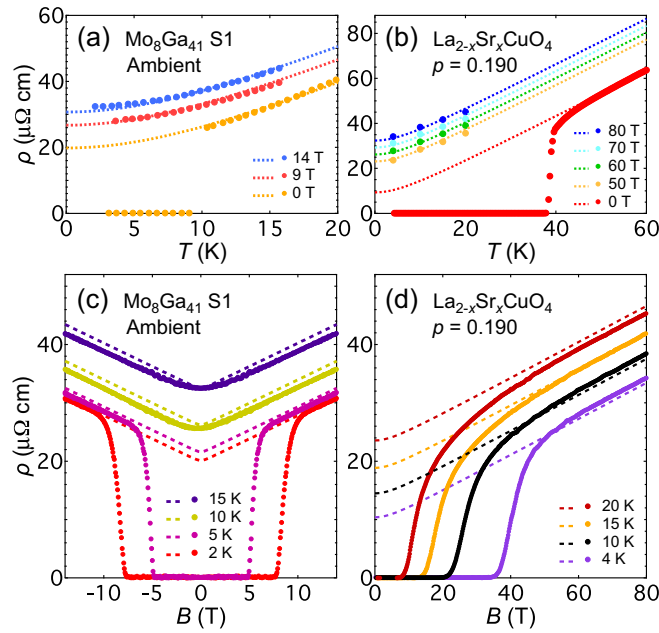 (a) Mo8Ga41 S1
Ambient
60
40
20
0
ρ (μΩ cm)
0 5 10 15 20
T (K)
14 T
9 T
0 T
(b) La2-xSrxCuO4
p = 0.190
80
60
40
20
0
0 20 40 60
T (K)
80 T
70 T
60 T
50 T
0 T
(c) Mo8Ga41 S1
Ambient
40
20
0
ρ (μΩ cm)
-10 -5 0 5 10
B (T)
15 K
10 K
5 K
2 K
(d) La2-xSrxCuO4
p = 0.190
40
20
0
0 20 40 60 80
B (T)
20 K
15 K
10 K
4 K